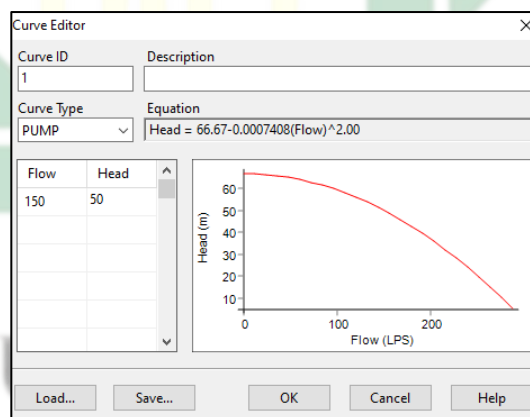 Curve Editor
Curve ID Description
1
Curve Type Equation
PUMP Head = 66.67-0.0007408(Flow)^2.00
Flow Head
150 50
60
50
40
30
20
10
Head (m)
0 100 200
Flow (LPS)
Load... Save... OK Cancel Help